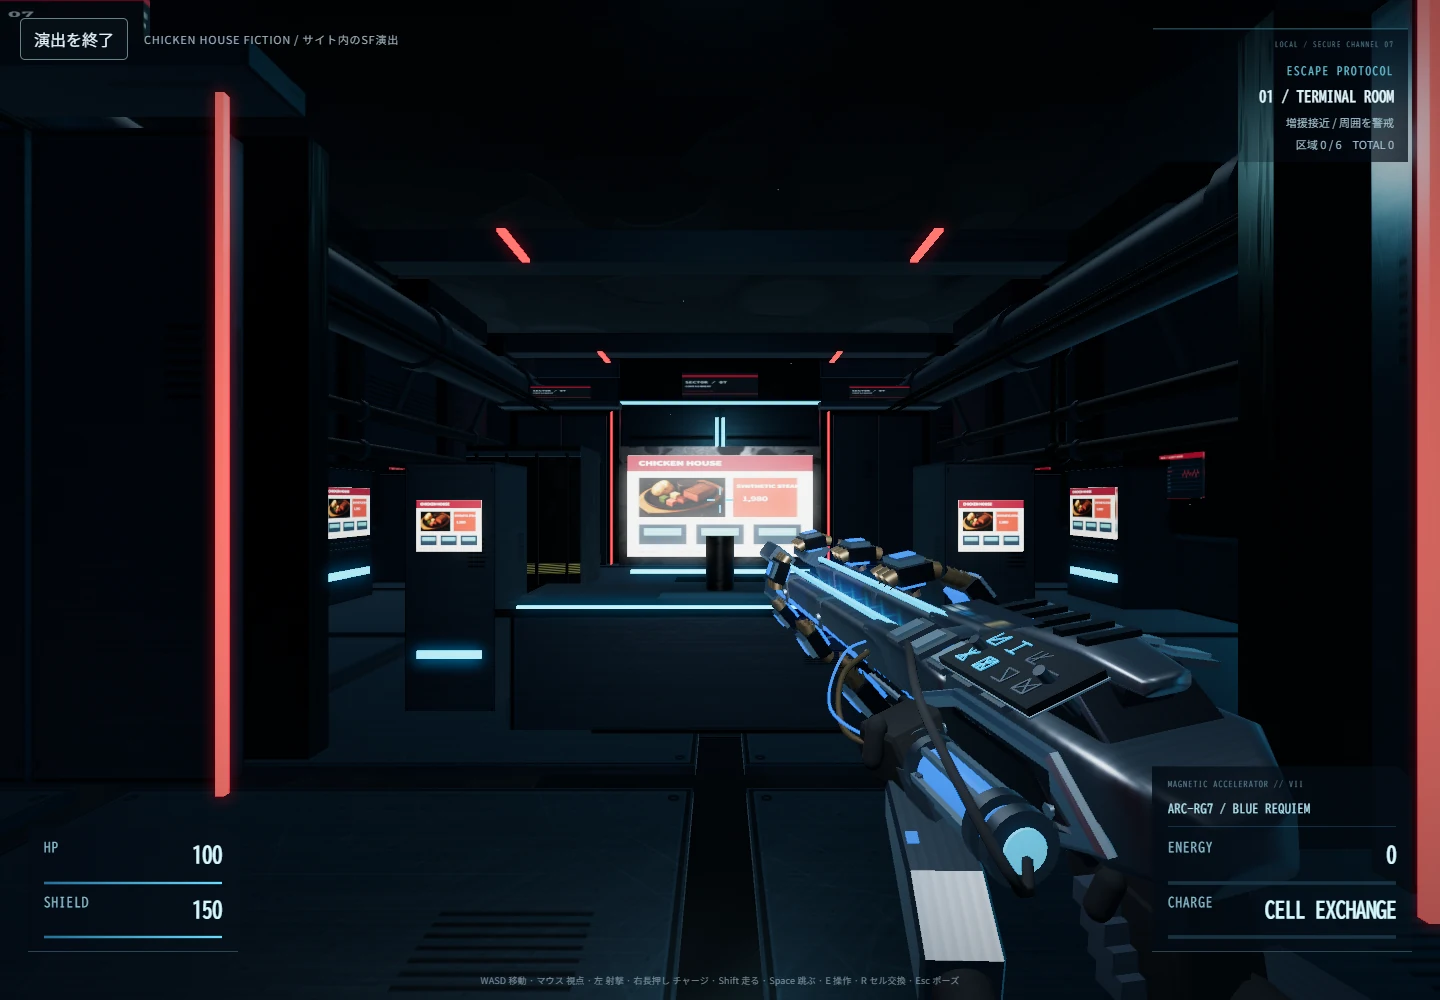 07
演出を終了
CHICKEN HOUSE FICTION / サイト内のSF演出
LOCAL / SECURE CHANNEL 07
ESCAPE PROTOCOL
01 / TERMINAL ROOM
増援接近 / 周囲を警戒
区域 0 / 6 TOTAL 0
SECTOR / 07
CHICKEN HOUSE
1,980
HP
100
SHIELD
150
MAGNETIC ACCELERATOR // VII
ARC-RG7 / BLUE REQUIEM
ENERGY
0
CHARGE
CELL EXCHANGE
WASD 移動 · マウス 視点 · 左 射撃 · 右長押し チャージ · Shift 走る · Space 跳ぶ · E 操作 · R セル交換 · Esc ポーズ